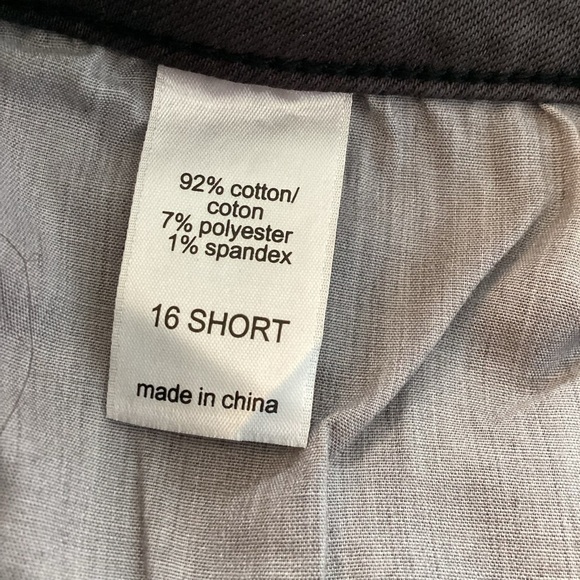 92% cotton/
coton
7% polyester
1% spandex
16 SHORT
made in china